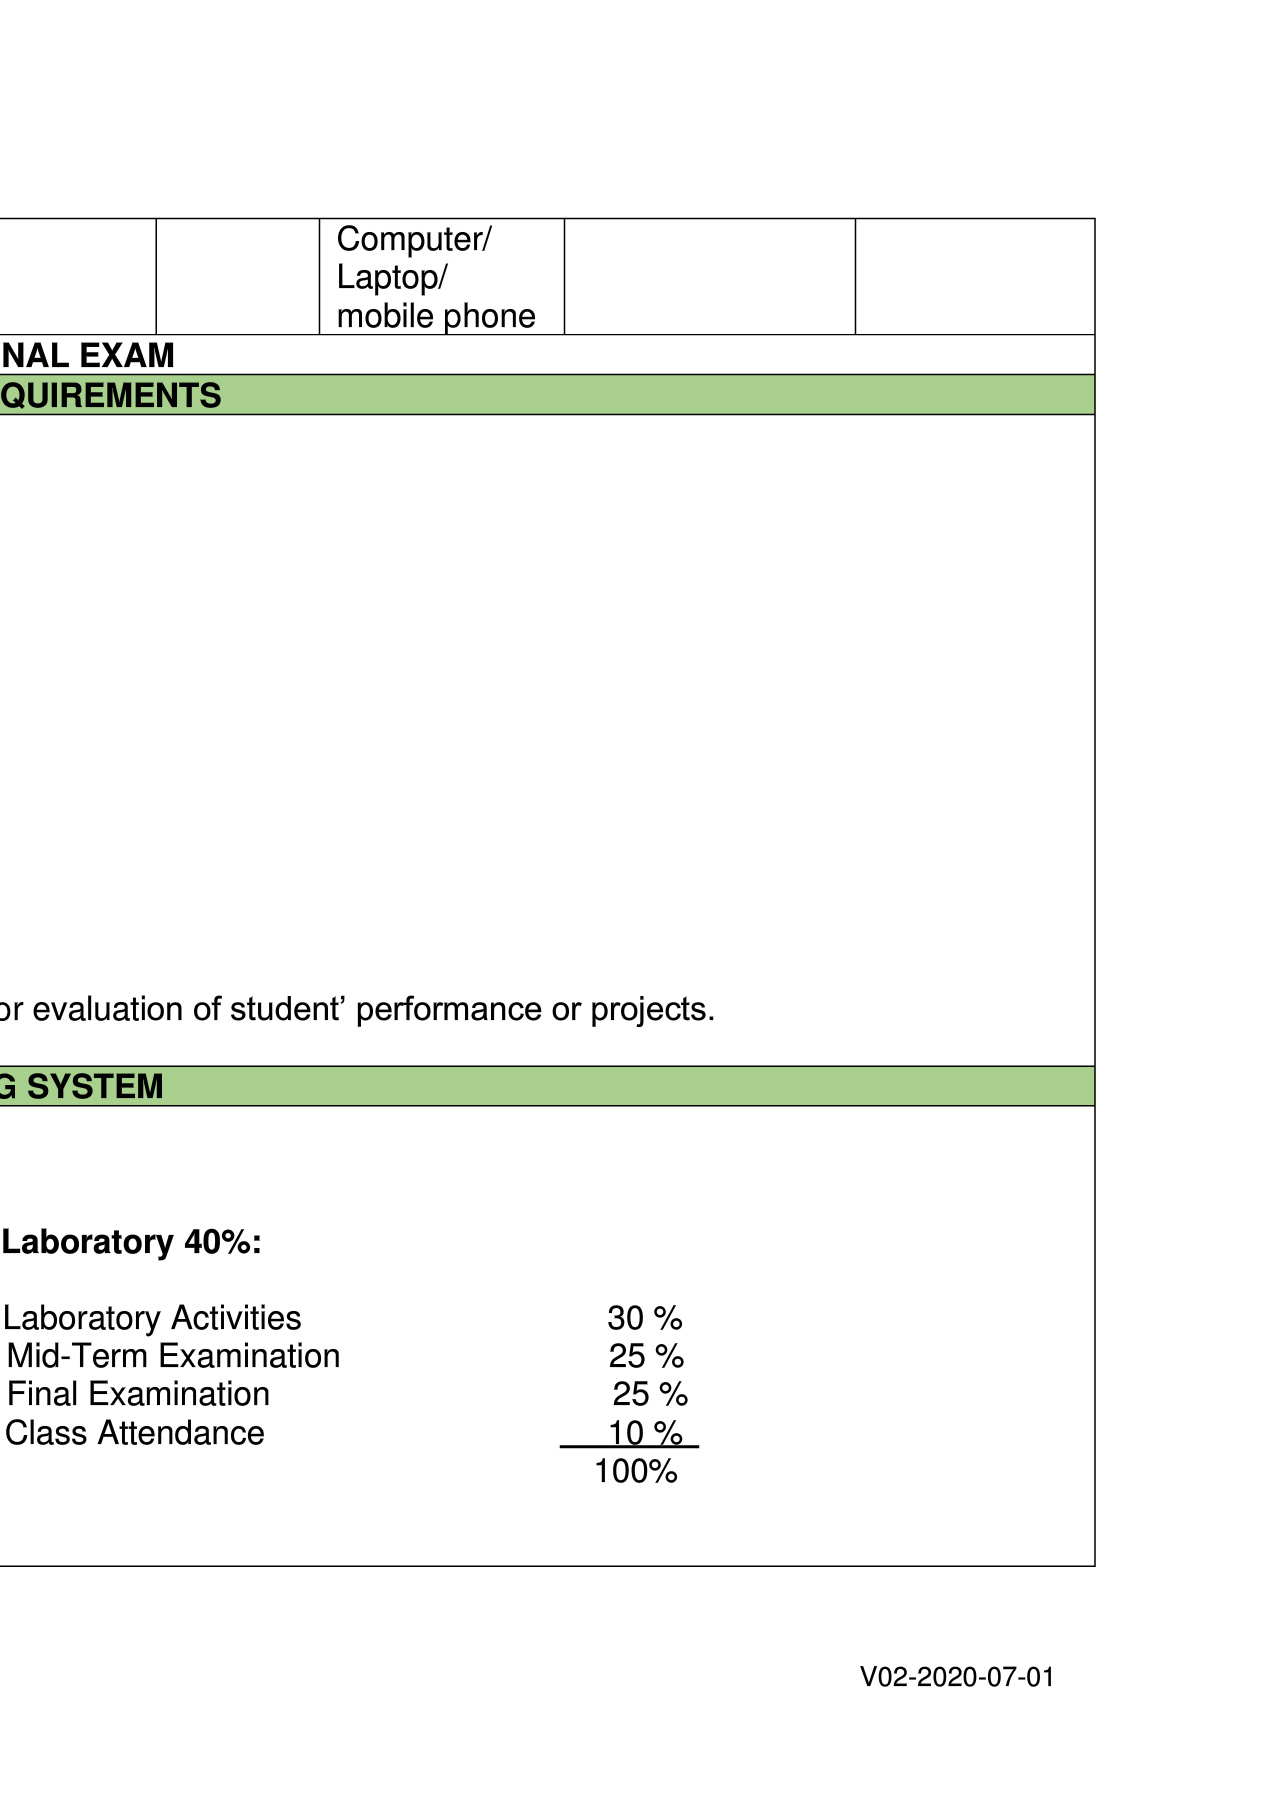 Computer/
Laptop/
mobile phone
NAL EXAM
QUIREMENTS
or evaluation of student’ performance or projects.
G SYSTEM
Laboratory 40%:
Laboratory Activities 30 %
Mid-Term Examination 25 %
Final Examination 25 %
Class Attendance 10 %
100%
V02-2020-07-01